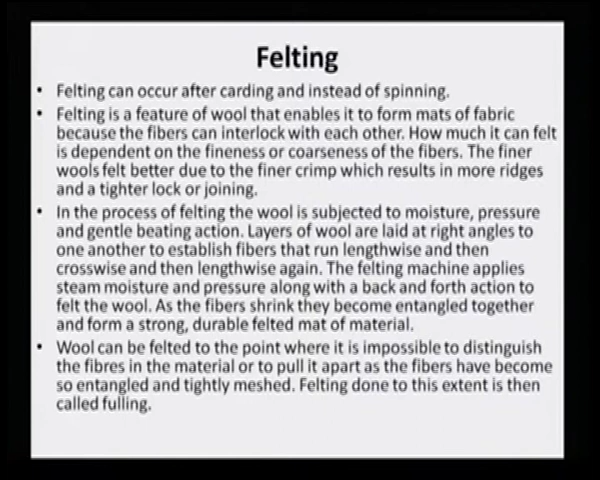 Felting
• Felting can occur after carding and instead of spinning.
• Felting is a feature of wool that enables it to form mats of fabric
because the fibers can interlock with each other. How much it can felt
is dependent on the fineness or coarseness of the fibers. The finer
wools felt better due to the finer crimp which results in more ridges
and a tighter lock or joining.
• In the process of felting the wool is subjected to moisture, pressure
and gentle beating action. Layers of wool are laid at right angles to
one another to establish fibers that run lengthwise and then
crosswise and then lengthwise again. The felting machine applies
steam moisture and pressure along with a back and forth action to
felt the wool. As the fibers shrink they become entangled together
and form a strong, durable felted mat of material.
• Wool can be felted to the point where it is impossible to distinguish
the fibres in the material or to pull it apart as the fibers have become
so entangled and tightly meshed. Felting done to this extent is then
called fulling.